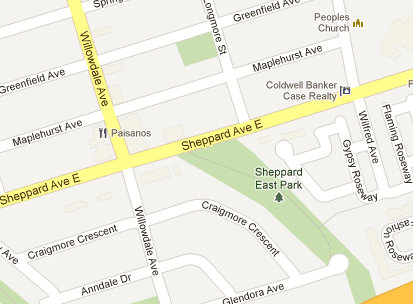 Spring
Greenfield Ave
Longmore St
Peoples
Church
Willowdale Ave
Greenfield Ave
Maplehurst Ave
Coldwell Banker
Case Realty
Maplehurst Ave
Paisanos
Sheppard Ave E
Wilfred Ave
Flaming Roseway
Gypsy Roseway
Sheppard
East Park
Sheppard Ave E
Willowdale Ave
Craigmore Crescent
Craigmore Crescent
Anndale Dr
Glendora Ave
Ave